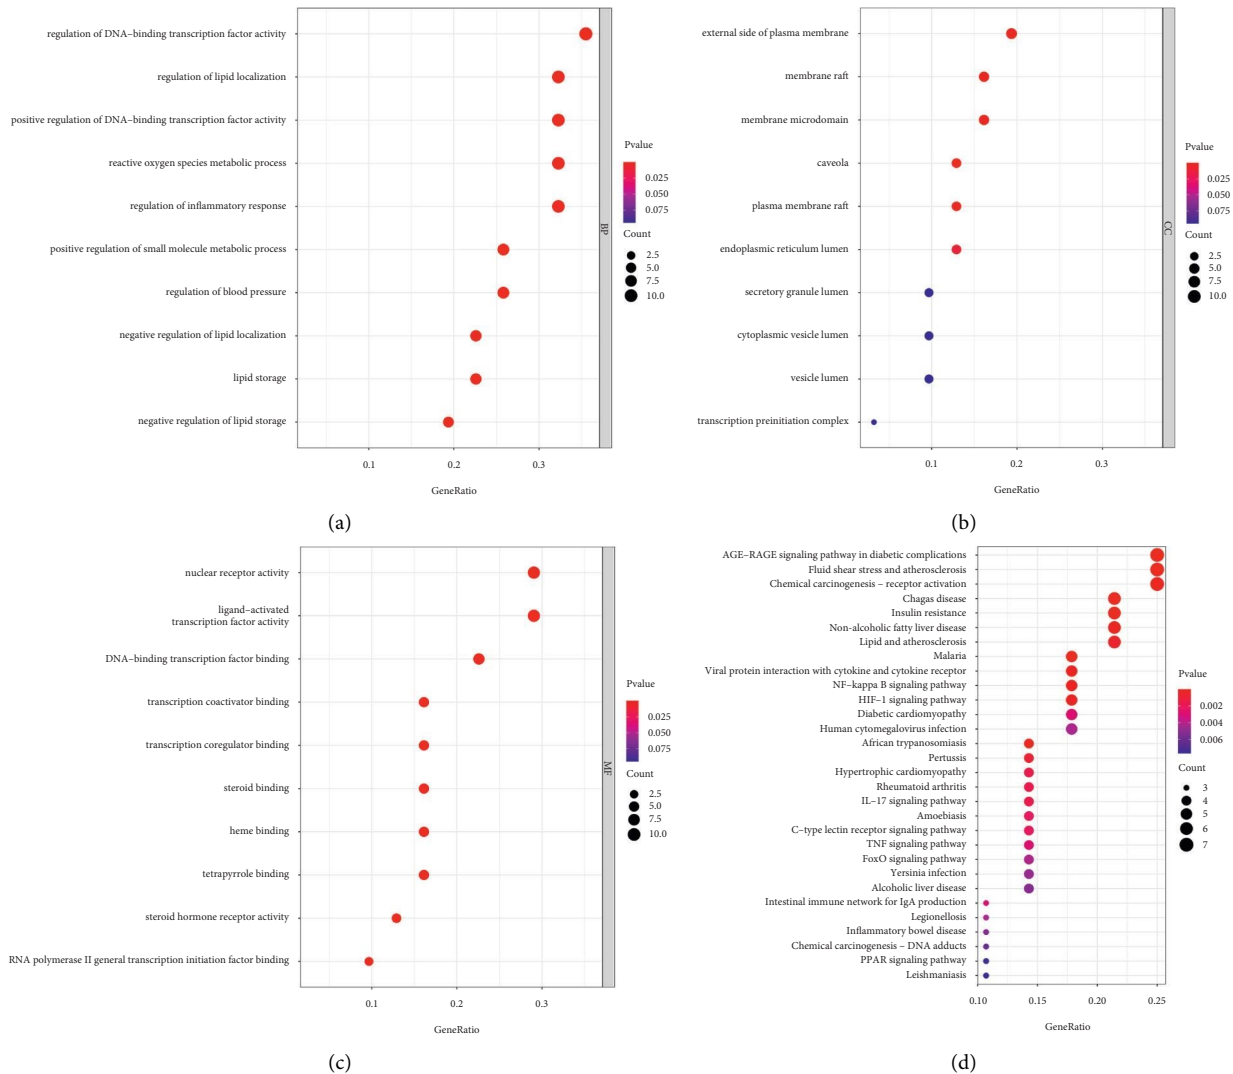 regulation of DNA−binding transcription factor activity
regulation of lipid localization
positive regulation of DNA−binding transcription factor activity
reactive oxygen species metabolic process
regulation of inflammatory response
positive regulation of small molecule metabolic process
regulation of blood pressure
negative regulation of lipid localization
lipid storage
negative regulation of lipid storage
0.1 0.2 0.3
GeneRatio
BP
Pvalue
0.025
0.050
0.075
Count
2.5
5.0
7.5
10.0
(a)
external side of plasma membrane
membrane raft
membrane microdomain
caveola
plasma membrane raft
endoplasmic reticulum lumen
secretory granule lumen
cytoplasmic vesicle lumen
vesicle lumen
transcription preinitiation complex
0.1 0.2 0.3
GeneRatio
CC
Pvalue
0.025
0.050
0.075
Count
2.5
5.0
7.5
10.0
(b)
nuclear receptor activity
ligand−activated
transcription factor activity
DNA−binding transcription factor binding
transcription coactivator binding
transcription coregulator binding
steroid binding
heme binding
tetrapyrrole binding
steroid hormone receptor activity
RNA polymerase II general transcription initiation factor binding
0.1 0.2 0.3
GeneRatio
MF
Pvalue
0.025
0.050
0.075
Count
2.5
5.0
7.5
10.0
(c)
AGE−RAGE signaling pathway in diabetic complications
Fluid shear stress and atherosclerosis
Chemical carcinogenesis − receptor activation
Chagas disease
Insulin resistance
Non-alcoholic fatty liver disease
Lipid and atherosclerosis
Malaria
Viral protein interaction with cytokine and cytokine receptor
NF−kappa B signaling pathway
HIF−1 signaling pathway
Diabetic cardiomyopathy
Human cytomegalovirus infection
African trypanosomiasis
Pertussis
Hypertrophic cardiomyopathy
Rheumatoid arthritis
IL−17 signaling pathway
Amoebiasis
C−type lectin receptor signaling pathway
TNF signaling pathway
FoxO signaling pathway
Yersinia infection
Alcoholic liver disease
Intestinal immune network for IgA production
Legionellosis
Inflammatory bowel disease
Chemical carcinogenesis − DNA adducts
PPAR signaling pathway
Leishmaniasis
0.10 0.15 0.20 0.25
GeneRatio
Pvalue
0.002
0.004
0.006
Count
3
4
5
6
7
(d)